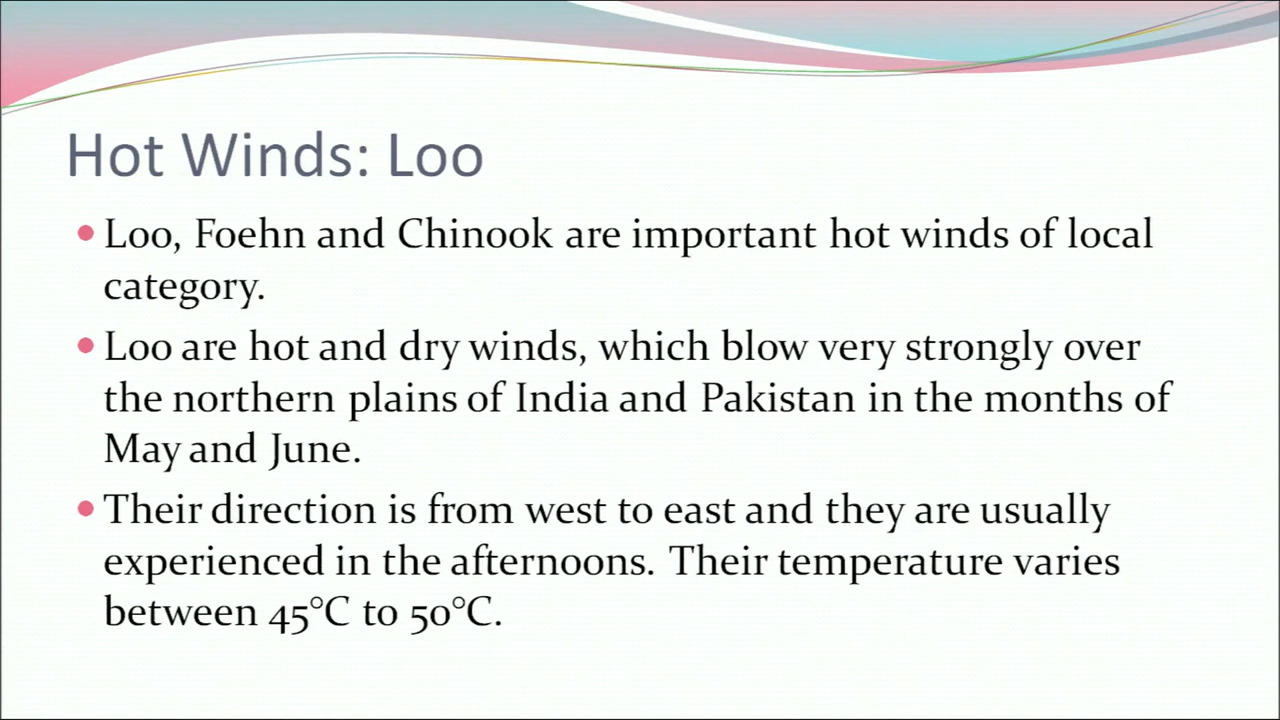 Hot Winds: Loo
• Loo, Foehn and Chinook are important hot winds of local
category.
• Loo are hot and dry winds, which blow very strongly over
the northern plains of India and Pakistan in the months of
May and June.
• Their direction is from west to east and they are usually
experienced in the afternoons. Their temperature varies
between 45°C to 50°C.